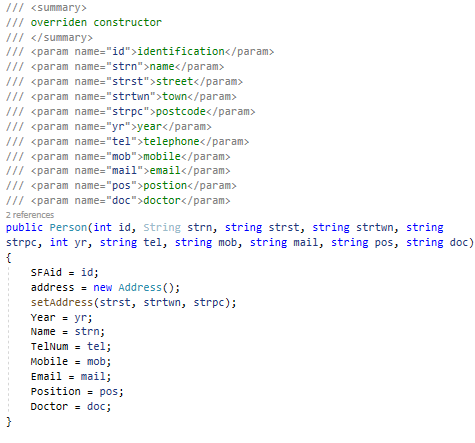 /// <summary>
/// overriden constructor
/// </summary>
/// <param name="id">identification</param>
/// <param name="strn">name</param>
/// <param name="strst">street</param>
/// <param name="strtwn">town</param>
/// <param name="strpc">postcode</param>
/// <param name="yr">year</param>
/// <param name="tel">telephone</param>
/// <param name="mob">mobile</param>
/// <param name="mail">email</param>
/// <param name="pos">postion</param>
/// <param name="doc">doctor</param>
2 references
public Person(int id, String strn, string strst, string strtwn, string
strpc, int yr, string tel, string mob, string mail, string pos, string doc)
{
    SFAid = id;
    address = new Address();
    setAddress(strst, strtwn, strpc);
    Year = yr;
    Name = strn;
    TelNum = tel;
    Mobile = mob;
    Email = mail;
    Position = pos;
    Doctor = doc;
}